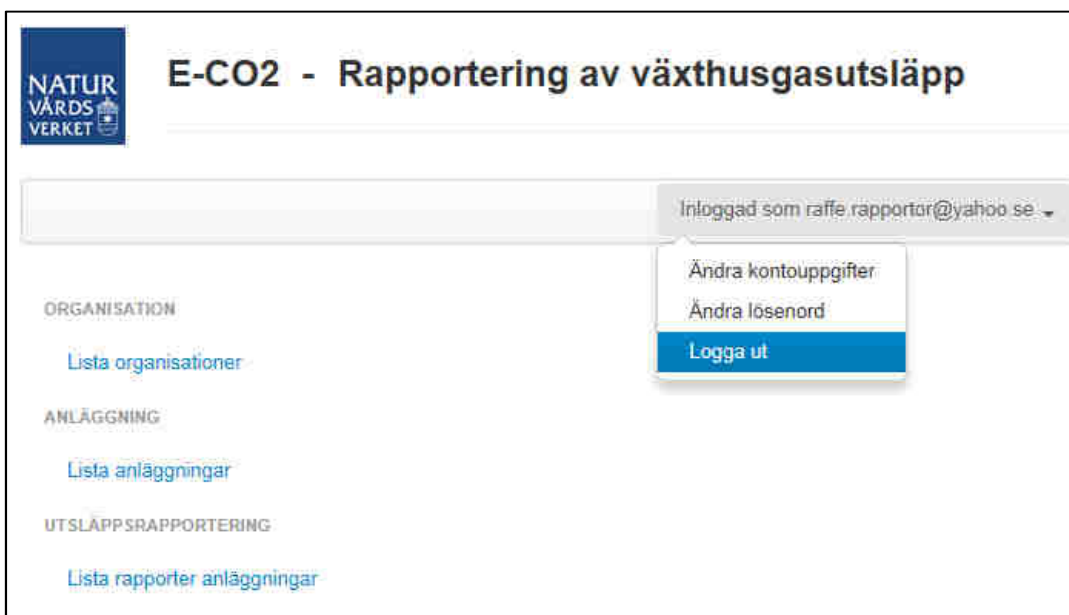 NATUR
VÅRDS
VERKET
E-CO2 - Rapportering av växthusgasutsläpp
Inloggad som raffe.rapportor@yahoo.se
Ändra kontouppgifter
Ändra lösenord
Logga ut
ORGANISATION
Lista organisationer
ANLÄGGNING
Lista anläggningar
UTSLÄPPSRAPPORTERING
Lista rapporter anläggningar